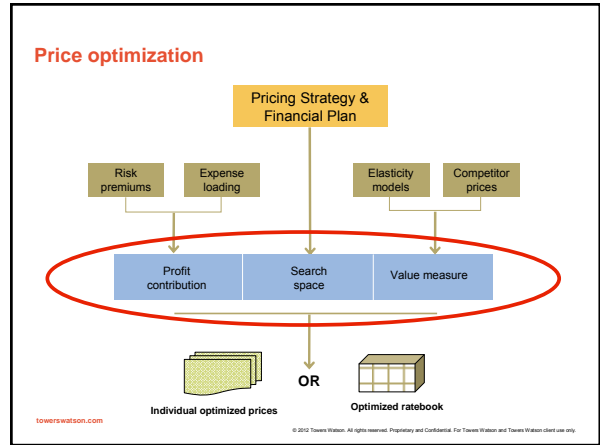 Price optimization
Pricing Strategy &
Financial Plan
Risk
premiums
Expense
loading
Elasticity
models
Competitor
prices
Profit
contribution
Search
space
Value measure
OR
Individual optimized prices
Optimized ratebook
towerswatson.com
© 2012 Towers Watson. All rights reserved. Proprietary and Confidential. For Towers Watson and Towers Watson client use only.